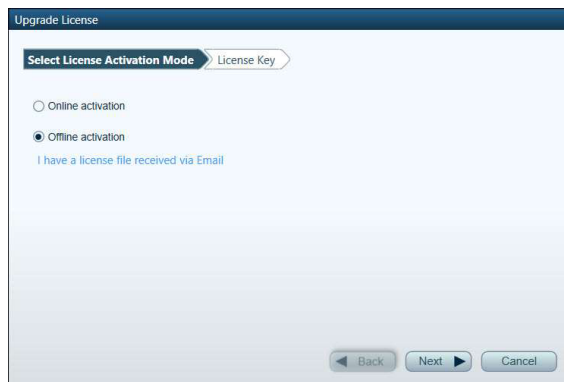 Upgrade License
Select License Activation Mode License Key
Online activation
Offline activation
I have a license file received via Email
Back Next Cancel